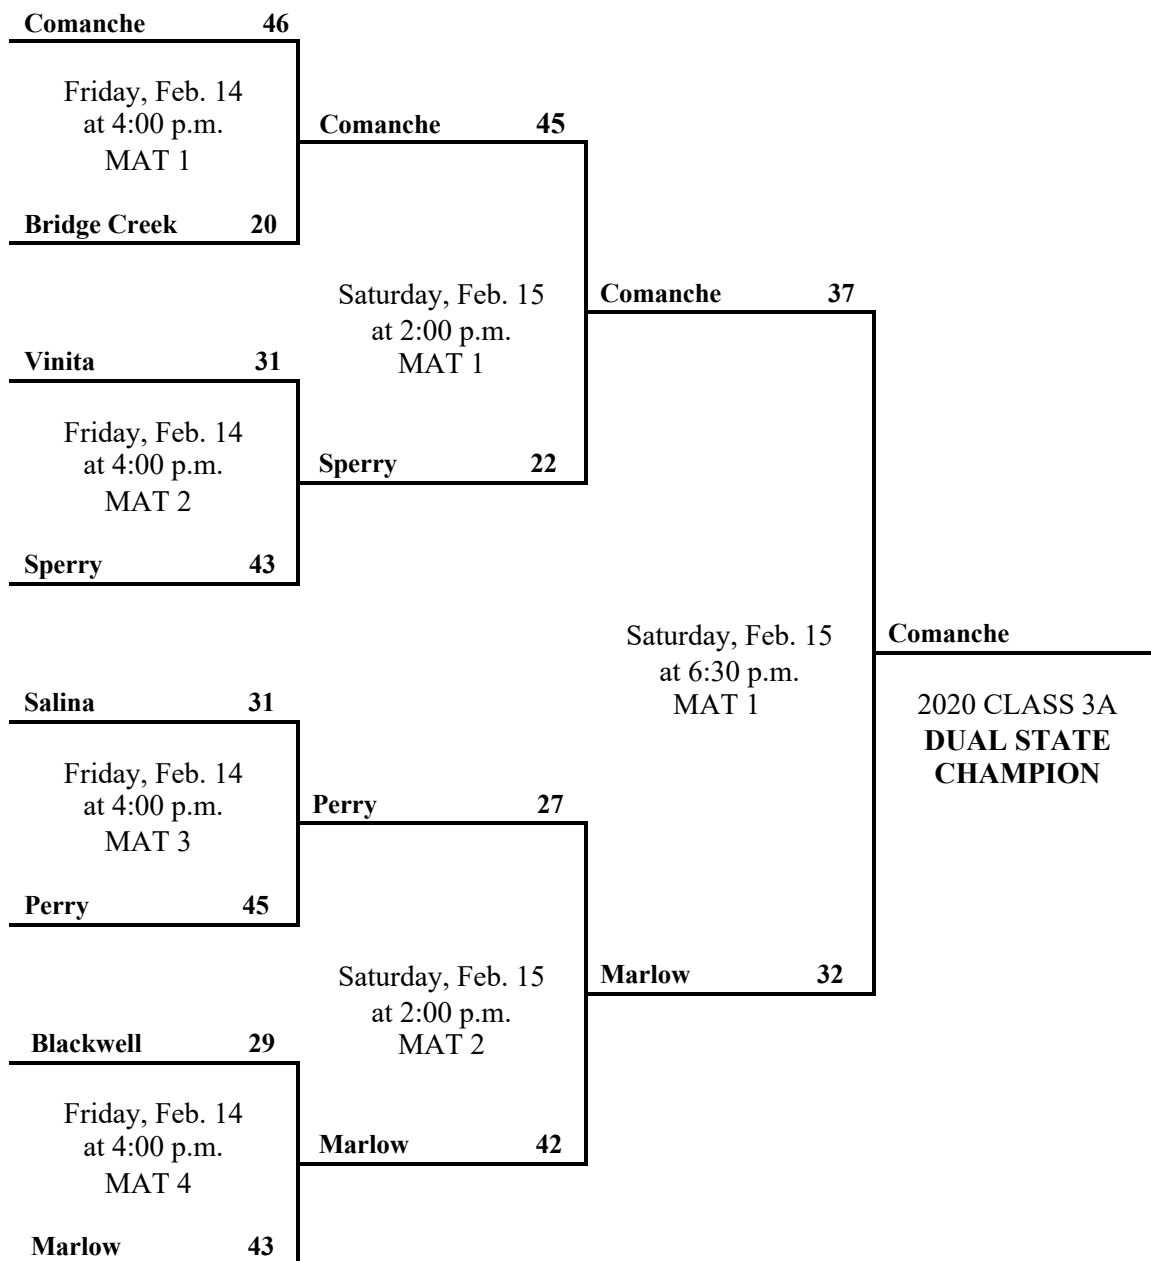 Comanche 46
Friday, Feb. 14
at 4:00 p.m.
MAT 1
Bridge Creek 20
Vinita 31
Friday, Feb. 14
at 4:00 p.m.
MAT 2
Sperry 43
Salina 31
Friday, Feb. 14
at 4:00 p.m.
MAT 3
Perry 45
Blackwell 29
Friday, Feb. 14
at 4:00 p.m.
MAT 4
Marlow 43
Comanche 45
Saturday, Feb. 15
at 2:00 p.m.
MAT 1
Sperry 22
Perry 27
Saturday, Feb. 15
at 2:00 p.m.
MAT 2
Marlow 42
Comanche 37
Saturday, Feb. 15
at 6:30 p.m.
MAT 1
Marlow 32
Comanche
2020 CLASS 3A
DUAL STATE
CHAMPION